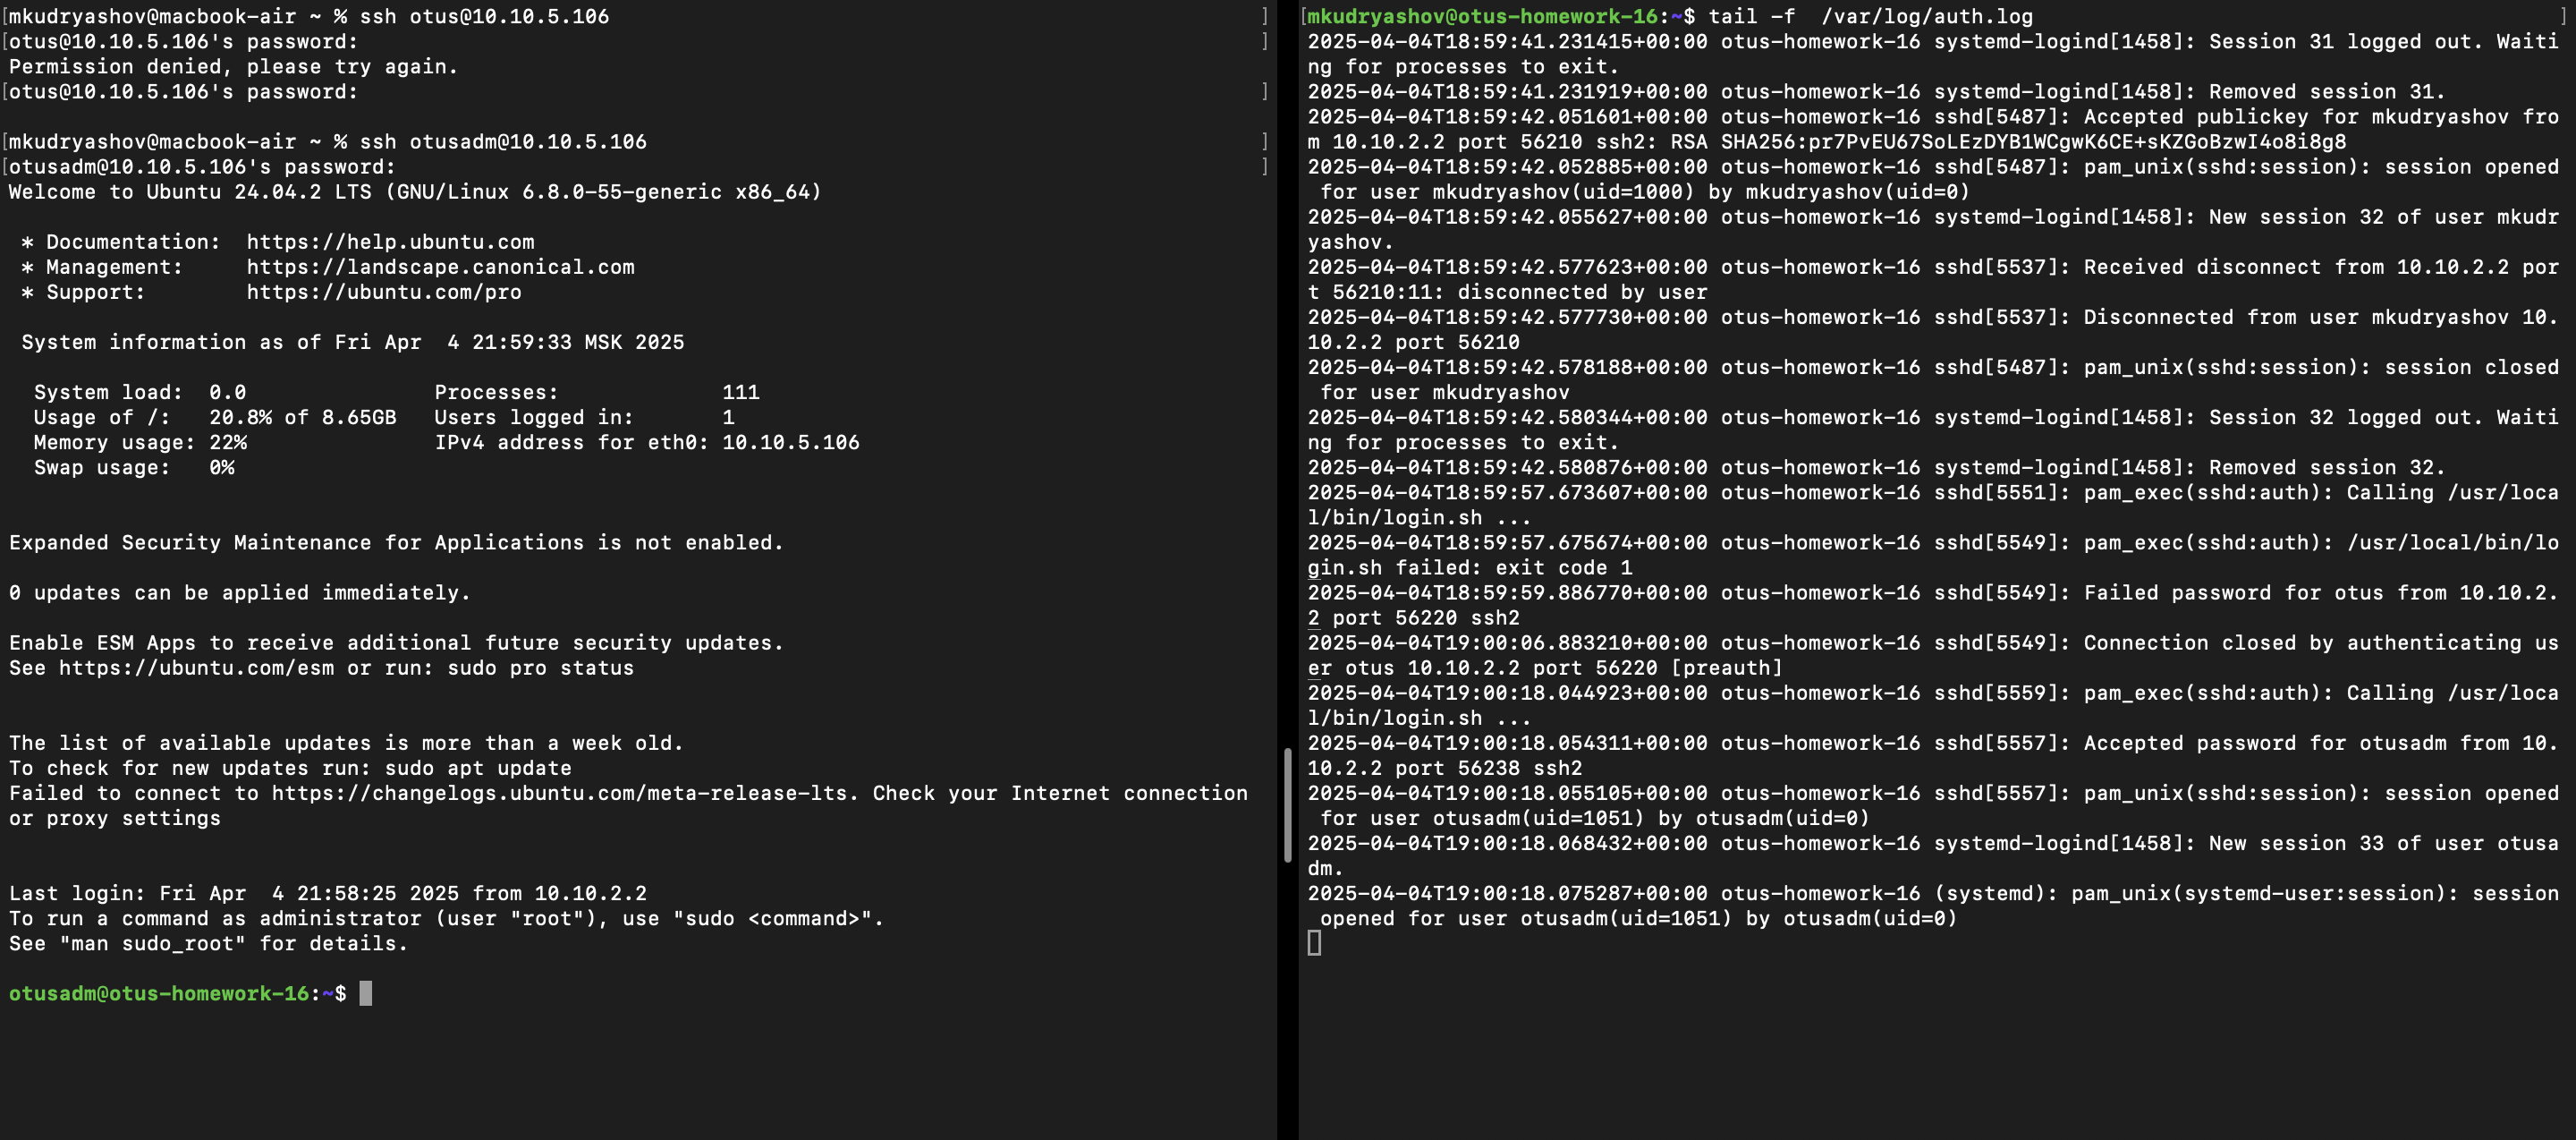 [mkudryashov@macbook-air ~ % ssh otus@10.10.5.106 ]
[otus@10.10.5.106's password: ]
Permission denied, please try again.
[otus@10.10.5.106's password: ]
[mkudryashov@macbook-air ~ % ssh otusadm@10.10.5.106 ]
[otusadm@10.10.5.106's password: ]
Welcome to Ubuntu 24.04.2 LTS (GNU/Linux 6.8.0-55-generic x86_64)
* Documentation: https://help.ubuntu.com
* Management: https://landscape.canonical.com
* Support: https://ubuntu.com/pro
System information as of Fri Apr  4 21:59:33 MSK 2025
System load: 0.0 Processes: 111
Usage of /: 20.8% of 8.65GB Users logged in: 1
Memory usage: 22% IPv4 address for eth0: 10.10.5.106
Swap usage: 0%
Expanded Security Maintenance for Applications is not enabled.
0 updates can be applied immediately.
Enable ESM Apps to receive additional future security updates.
See https://ubuntu.com/esm or run: sudo pro status
The list of available updates is more than a week old.
To check for new updates run: sudo apt update
Failed to connect to https://changelogs.ubuntu.com/meta-release-lts. Check your Internet connection
or proxy settings
Last login: Fri Apr  4 21:58:25 2025 from 10.10.2.2
To run a command as administrator (user "root"), use "sudo <command>".
See "man sudo_root" for details.
otusadm@otus-homework-16:~$
[mkudryashov@otus-homework-16:~$ tail -f  /var/log/auth.log ]
2025-04-04T18:59:41.231415+00:00 otus-homework-16 systemd-logind[1458]: Session 31 logged out. Waiti
ng for processes to exit.
2025-04-04T18:59:41.231919+00:00 otus-homework-16 systemd-logind[1458]: Removed session 31.
2025-04-04T18:59:42.051601+00:00 otus-homework-16 sshd[5487]: Accepted publickey for mkudryashov fro
m 10.10.2.2 port 56210 ssh2: RSA SHA256:pr7PvEU67SoLEzDYB1WCgwK6CE+sKZGoBzwI4o8i8g8
2025-04-04T18:59:42.052885+00:00 otus-homework-16 sshd[5487]: pam_unix(sshd:session): session opened
for user mkudryashov(uid=1000) by mkudryashov(uid=0)
2025-04-04T18:59:42.055627+00:00 otus-homework-16 systemd-logind[1458]: New session 32 of user mkudr
yashov.
2025-04-04T18:59:42.577623+00:00 otus-homework-16 sshd[5537]: Received disconnect from 10.10.2.2 por
t 56210:11: disconnected by user
2025-04-04T18:59:42.577730+00:00 otus-homework-16 sshd[5537]: Disconnected from user mkudryashov 10.
10.2.2 port 56210
2025-04-04T18:59:42.578188+00:00 otus-homework-16 sshd[5487]: pam_unix(sshd:session): session closed
for user mkudryashov
2025-04-04T18:59:42.580344+00:00 otus-homework-16 systemd-logind[1458]: Session 32 logged out. Waiti
ng for processes to exit.
2025-04-04T18:59:42.580876+00:00 otus-homework-16 systemd-logind[1458]: Removed session 32.
2025-04-04T18:59:57.673607+00:00 otus-homework-16 sshd[5551]: pam_exec(sshd:auth): Calling /usr/loca
l/bin/login.sh ...
2025-04-04T18:59:57.675674+00:00 otus-homework-16 sshd[5549]: pam_exec(sshd:auth): /usr/local/bin/lo
gin.sh failed: exit code 1
2025-04-04T18:59:59.886770+00:00 otus-homework-16 sshd[5549]: Failed password for otus from 10.10.2.
2 port 56220 ssh2
2025-04-04T19:00:06.883210+00:00 otus-homework-16 sshd[5549]: Connection closed by authenticating us
er otus 10.10.2.2 port 56220 [preauth]
2025-04-04T19:00:18.044923+00:00 otus-homework-16 sshd[5559]: pam_exec(sshd:auth): Calling /usr/loca
l/bin/login.sh ...
2025-04-04T19:00:18.054311+00:00 otus-homework-16 sshd[5557]: Accepted password for otusadm from 10.
10.2.2 port 56238 ssh2
2025-04-04T19:00:18.055105+00:00 otus-homework-16 sshd[5557]: pam_unix(sshd:session): session opened
for user otusadm(uid=1051) by otusadm(uid=0)
2025-04-04T19:00:18.068432+00:00 otus-homework-16 systemd-logind[1458]: New session 33 of user otusa
dm.
2025-04-04T19:00:18.075287+00:00 otus-homework-16 (systemd): pam_unix(systemd-user:session): session
opened for user otusadm(uid=1051) by otusadm(uid=0)